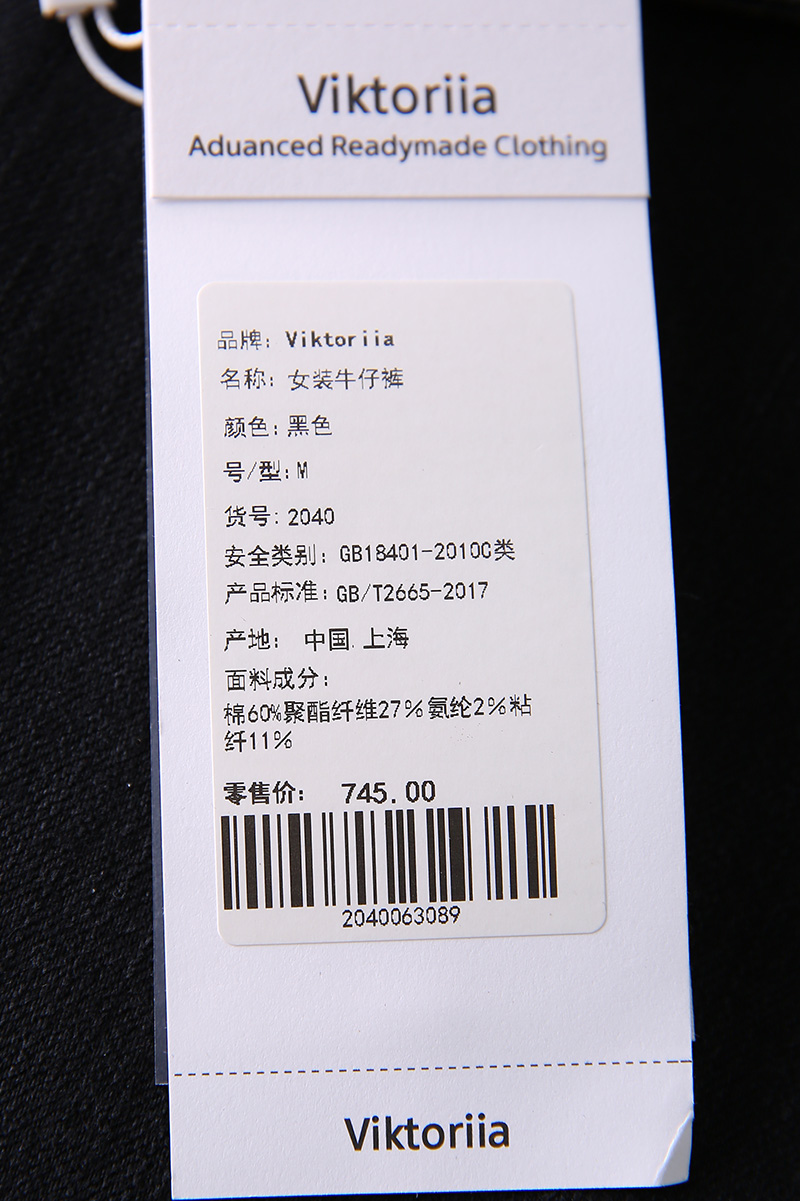 Viktoriia
Aduanced Readymade Clothing
品牌: Viktoriia
名称: 女装牛仔裤
颜色: 黑色
号/型: M
货号: 2040
安全类别: GB18401-2010C类
产品标准: GB/T2665-2017
产地: 中国.上海
面料成分:
棉60%聚酯纤维27%氨纶2%粘
纤11%
零售价: 745.00
2040063089
Viktoriia